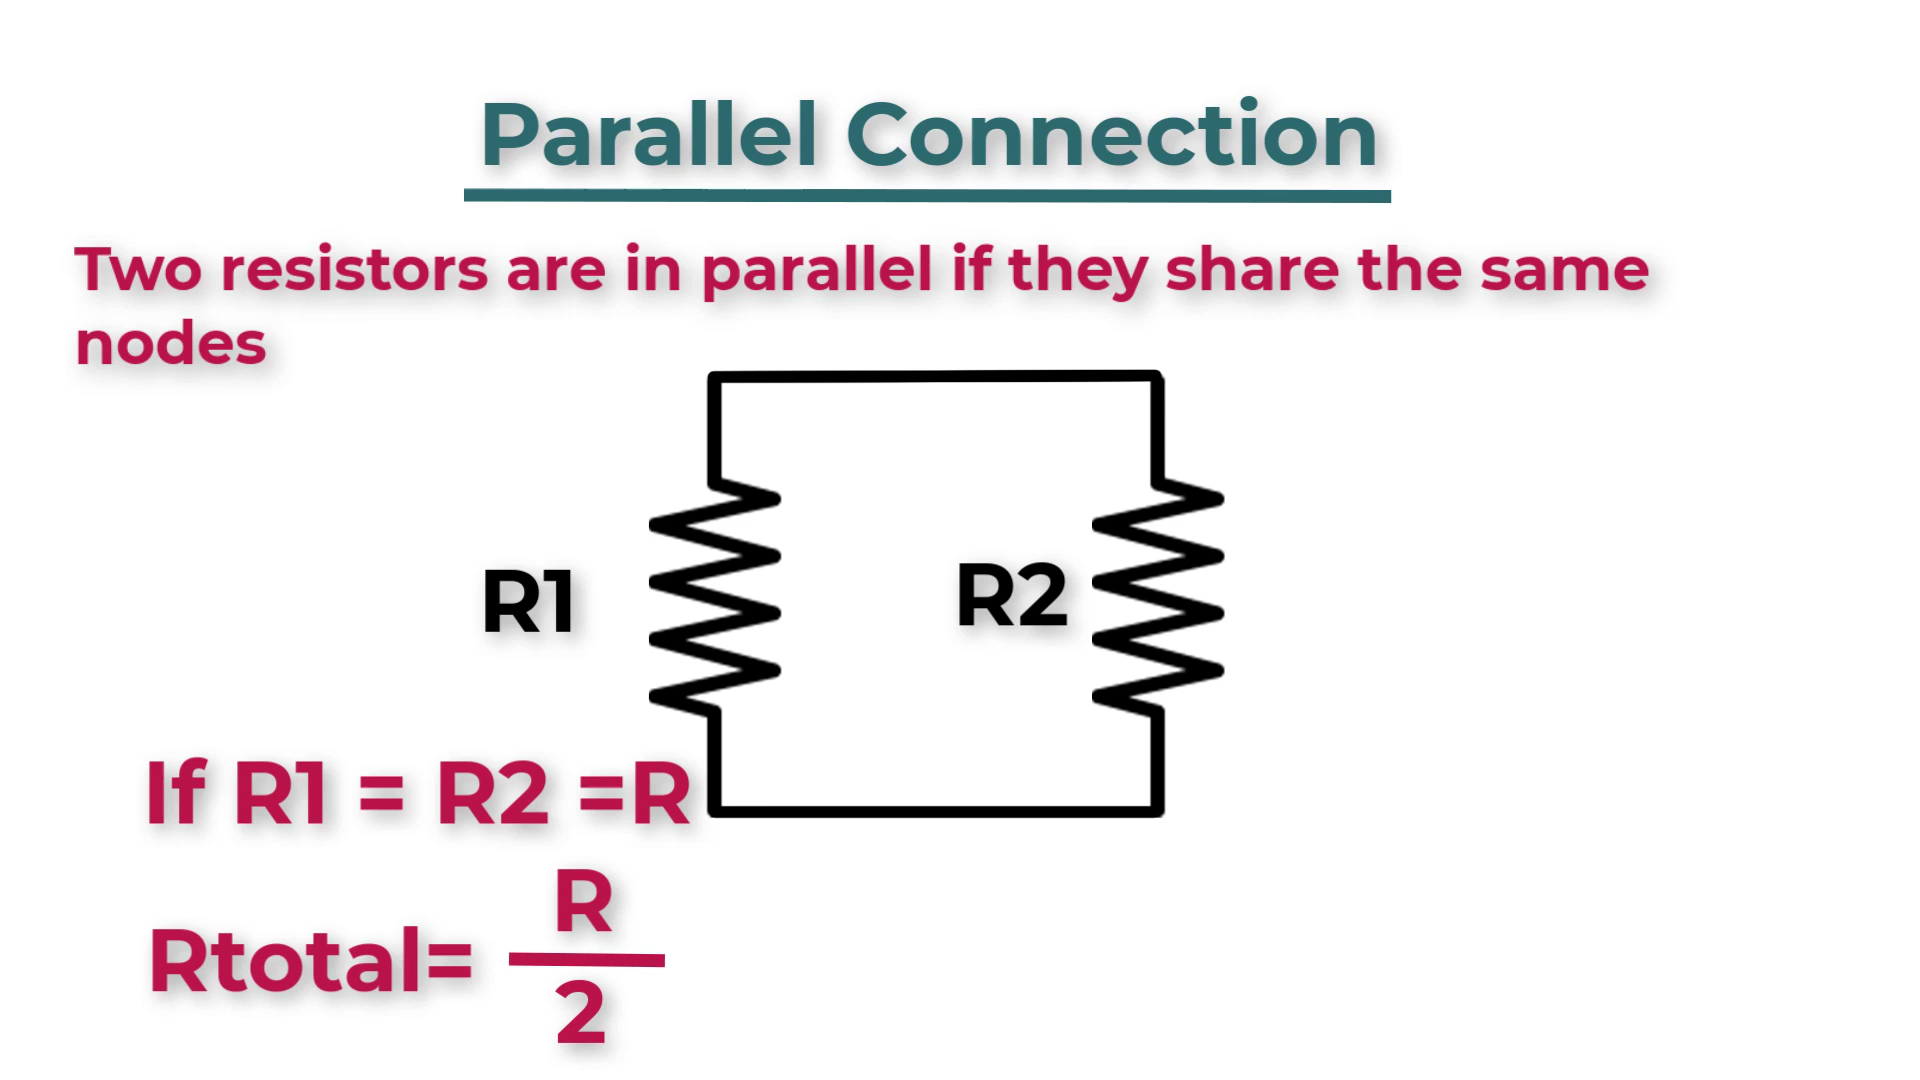 Parallel Connection
Two resistors are in parallel if they share the same
nodes
R1
R2
If R1 = R2 =R
Rtotal=
R
2